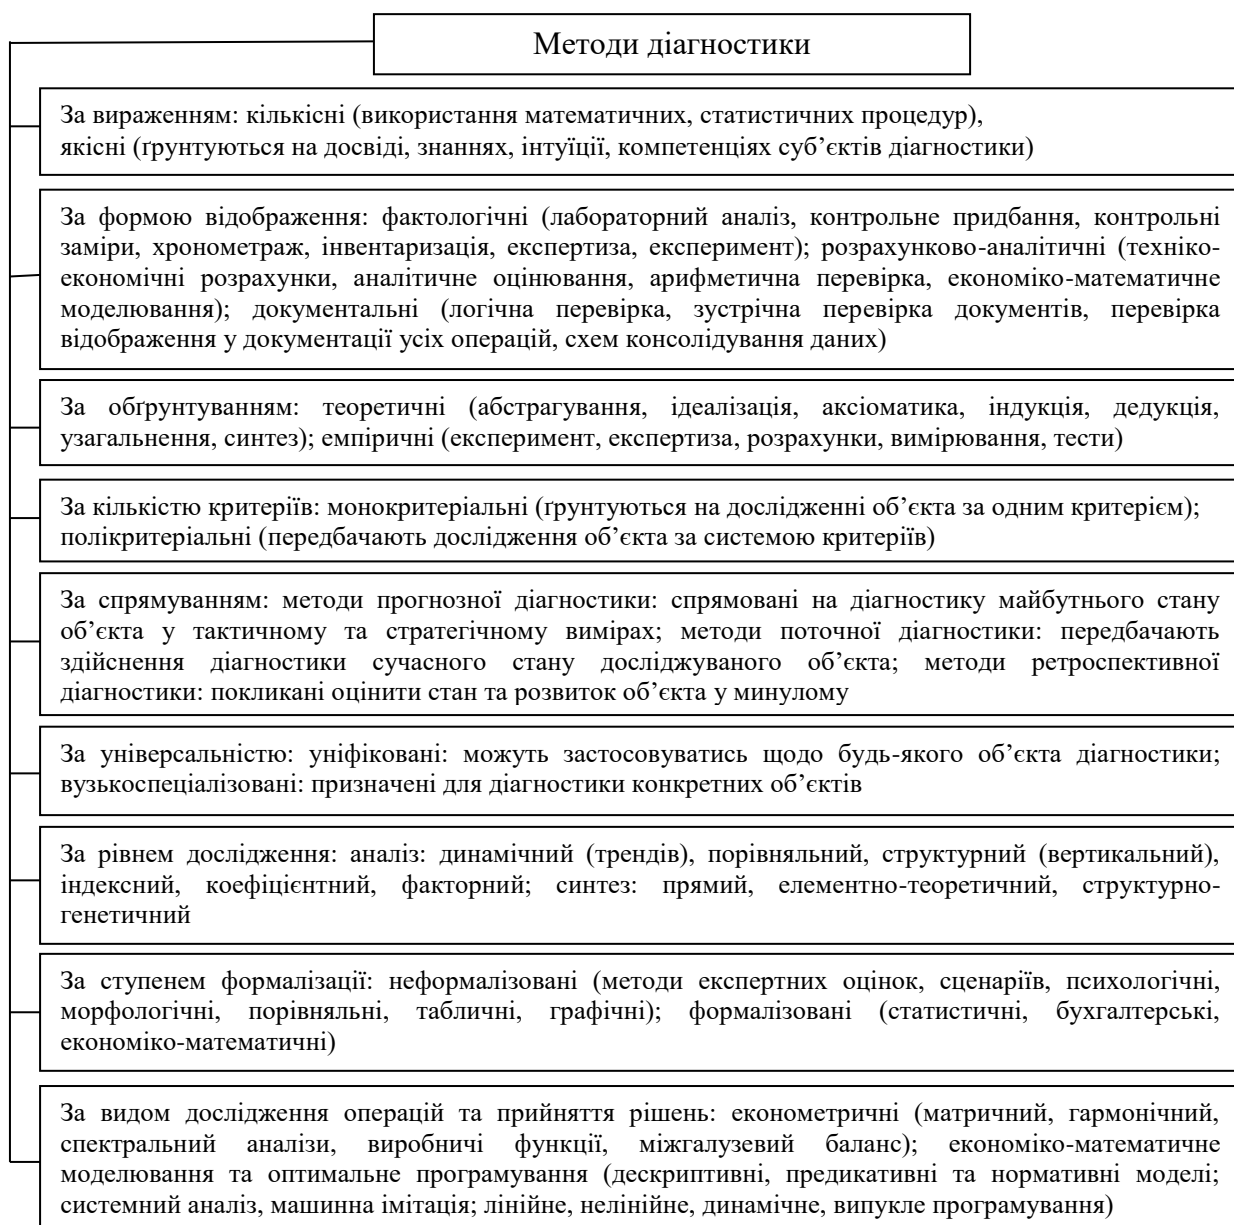 Методи діагностики
За вираженням: кількісні (використання математичних, статистичних процедур),
якісні (ґрунтуються на досвіді, знаннях, інтуїції, компетенціях суб’єктів діагностики)
За формою відображення: фактологічні (лабораторний аналіз, контрольне придбання, контрольні
заміри, хронометраж, інвентаризація, експертиза, експеримент); розрахунково-аналітичні (техніко-
економічні розрахунки, аналітичне оцінювання, арифметична перевірка, економіко-математичне
моделювання); документальні (логічна перевірка, зустрічна перевірка документів, перевірка
відображення у документації усіх операцій, схем консолідування даних)
За обґрунтуванням: теоретичні (абстрагування, ідеалізація, аксіоматика, індукція, дедукція,
узагальнення, синтез); емпіричні (експеримент, експертиза, розрахунки, вимірювання, тести)
За кількістю критеріїв: монокритеріальні (ґрунтуються на дослідженні об’єкта за одним критерієм);
полікритеріальні (передбачають дослідження об’єкта за системою критеріїв)
За спрямуванням: методи прогнозної діагностики: спрямовані на діагностику майбутнього стану
об’єкта у тактичному та стратегічному вимірах; методи поточної діагностики: передбачають
здійснення діагностики сучасного стану досліджуваного об’єкта; методи ретроспективної
діагностики: покликані оцінити стан та розвиток об’єкта у минулому
За універсальністю: уніфіковані: можуть застосовуватись щодо будь-якого об’єкта діагностики;
вузькоспеціалізовані: призначені для діагностики конкретних об’єктів
За рівнем дослідження: аналіз: динамічний (трендів), порівняльний, структурний (вертикальний),
індексний, коефіцієнтний, факторний; синтез: прямий, елементно-теоретичний, структурно-
генетичний
За ступенем формалізації: неформалізовані (методи експертних оцінок, сценаріїв, психологічні,
морфологічні, порівняльні, табличні, графічні); формалізовані (статистичні, бухгалтерські,
економіко-математичні)
За видом дослідження операцій та прийняття рішень: економетричні (матричний, гармонічний,
спектральний аналізи, виробничі функції, міжгалузевий баланс); економіко-математичне
моделювання та оптимальне програмування (дескриптивні, предикативні та нормативні моделі;
системний аналіз, машинна імітація; лінійне, нелінійне, динамічне, випукле програмування)